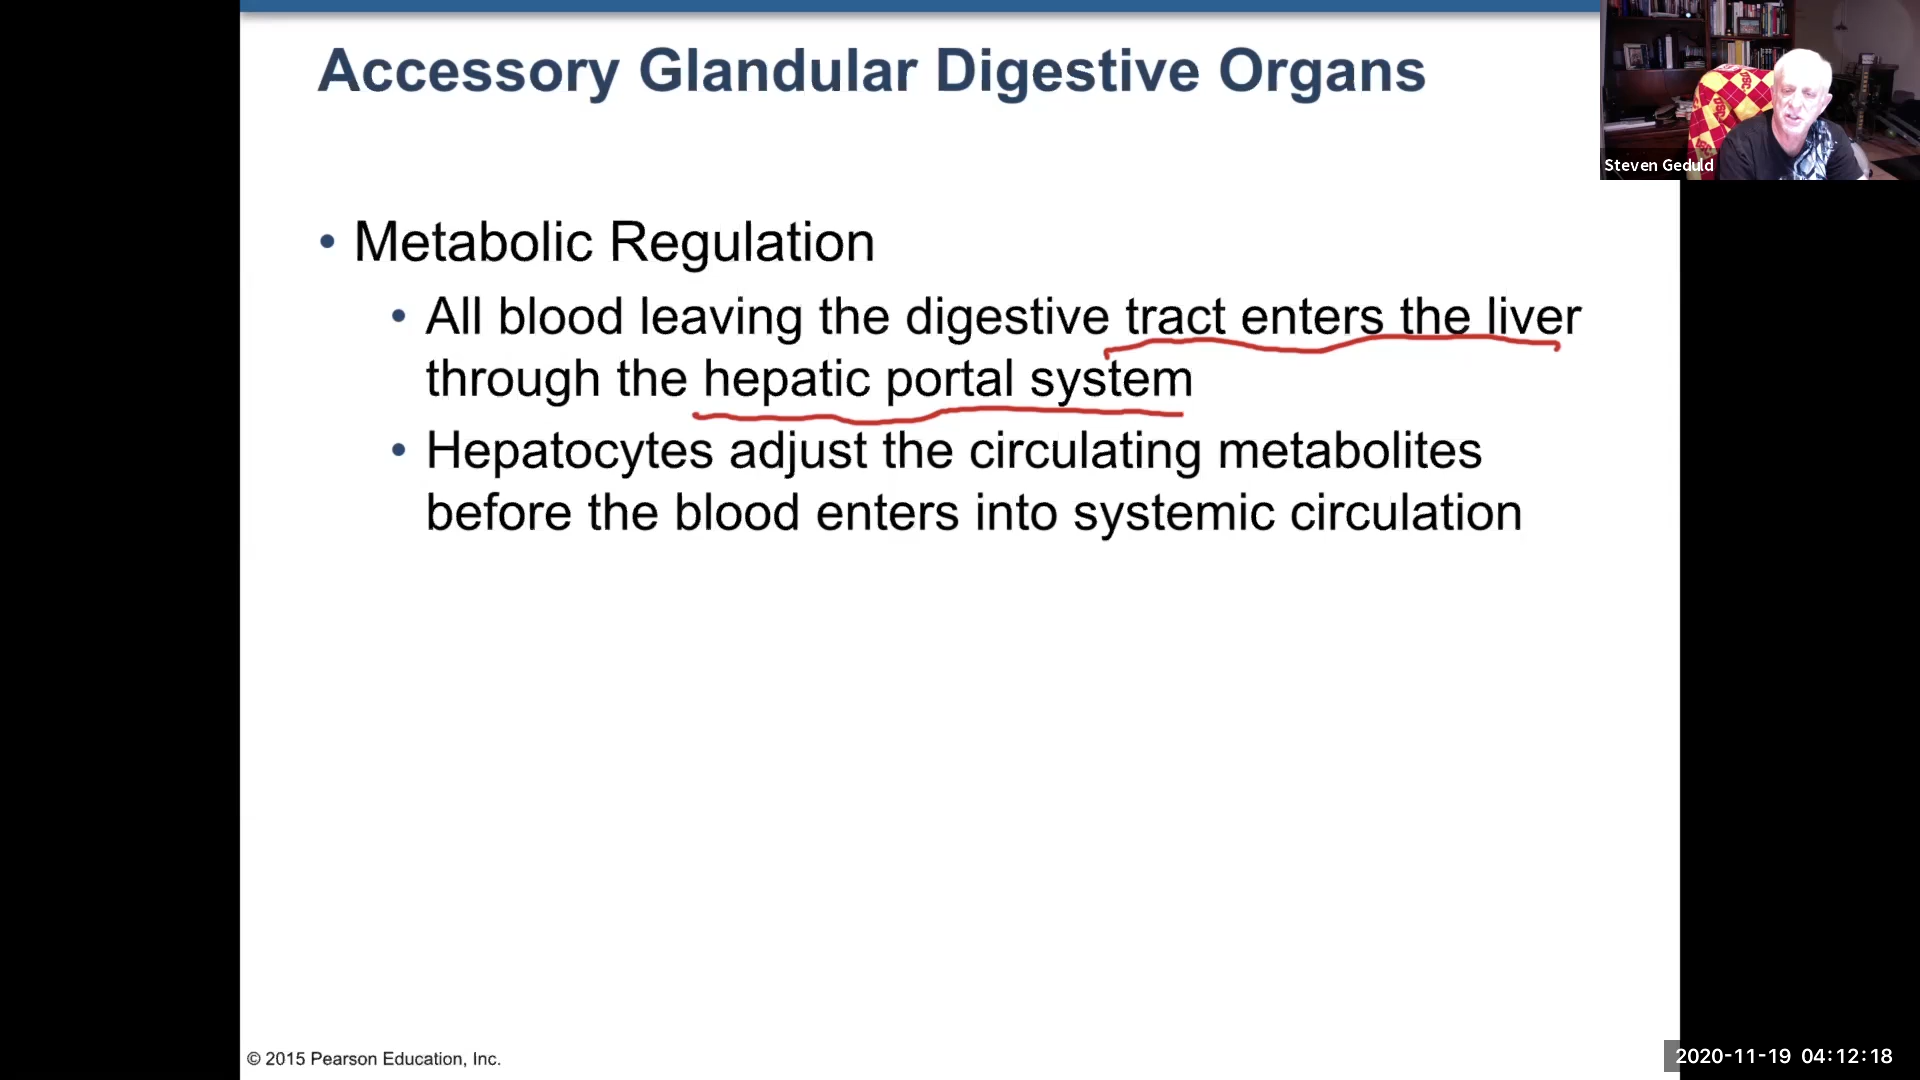 Accessory Glandular Digestive Organs
Steven Geduld
• Metabolic Regulation
• All blood leaving the digestive tract enters the liver
through the hepatic portal system
• Hepatocytes adjust the circulating metabolites
before the blood enters into systemic circulation
© 2015 Pearson Education, Inc.
2020-11-19 04:12:18